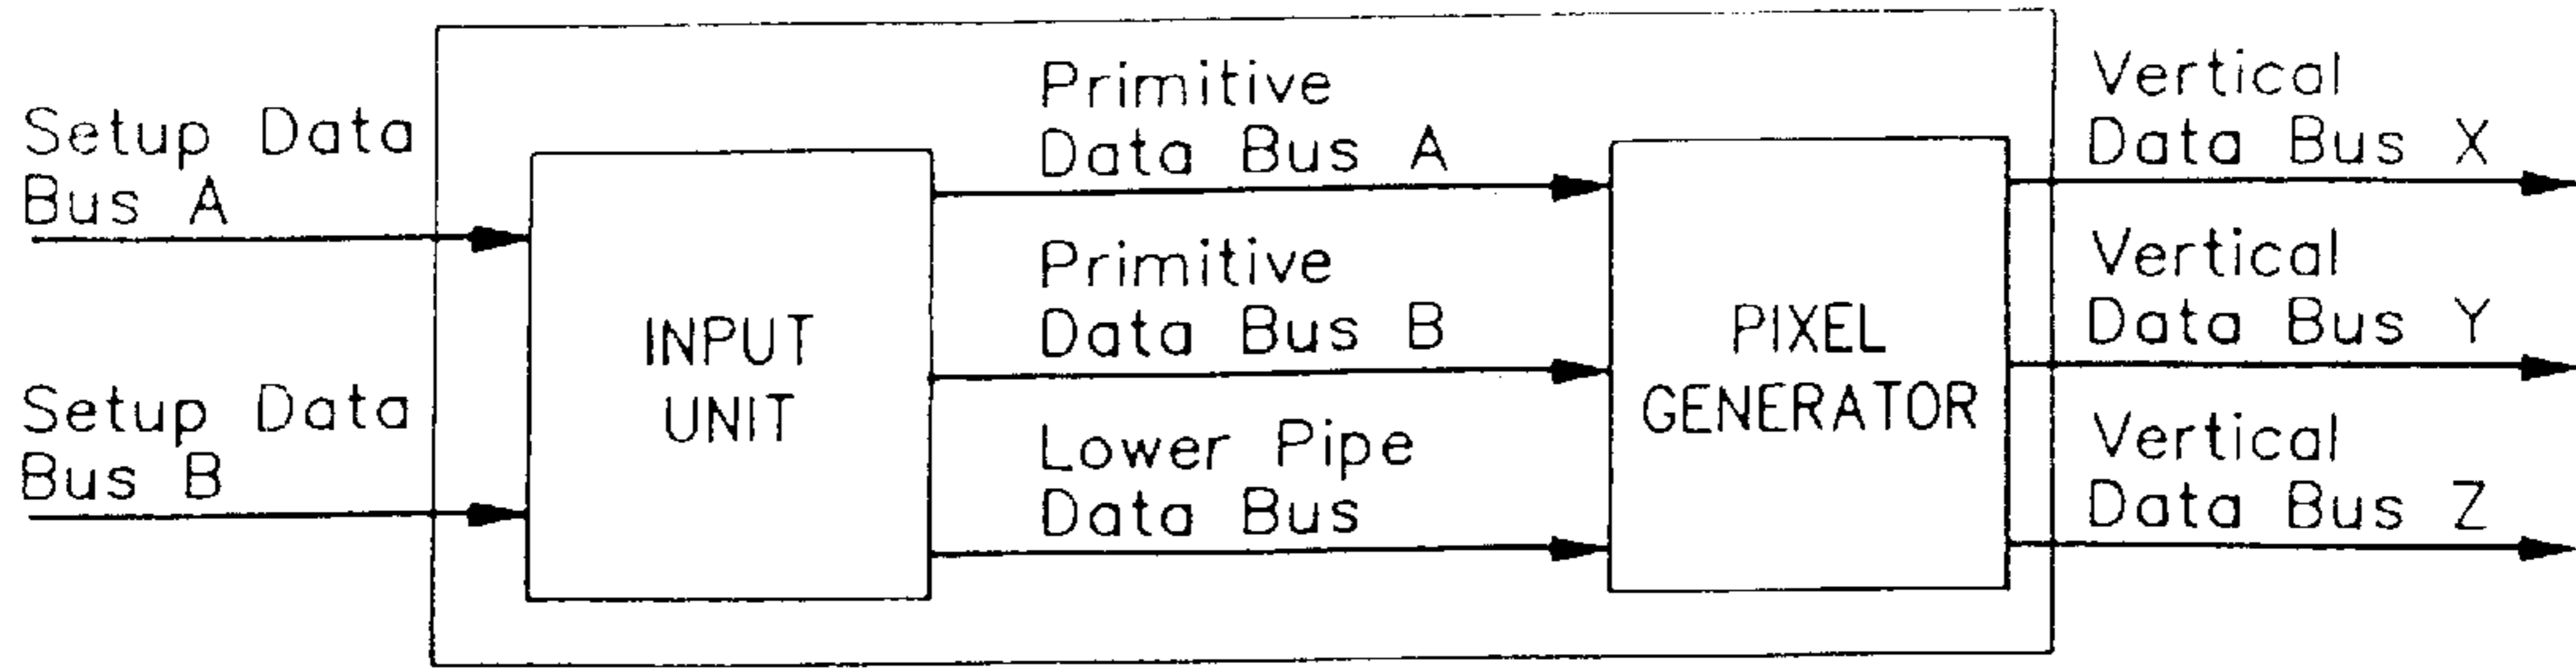 Setup Data
Bus A
Setup Data
Bus B
INPUT
UNIT
Primitive
Data Bus A
Primitive
Data Bus B
Lower Pipe
Data Bus
PIXEL
GENERATOR
Vertical
Data Bus X
Vertical
Data Bus Y
Vertical
Data Bus Z